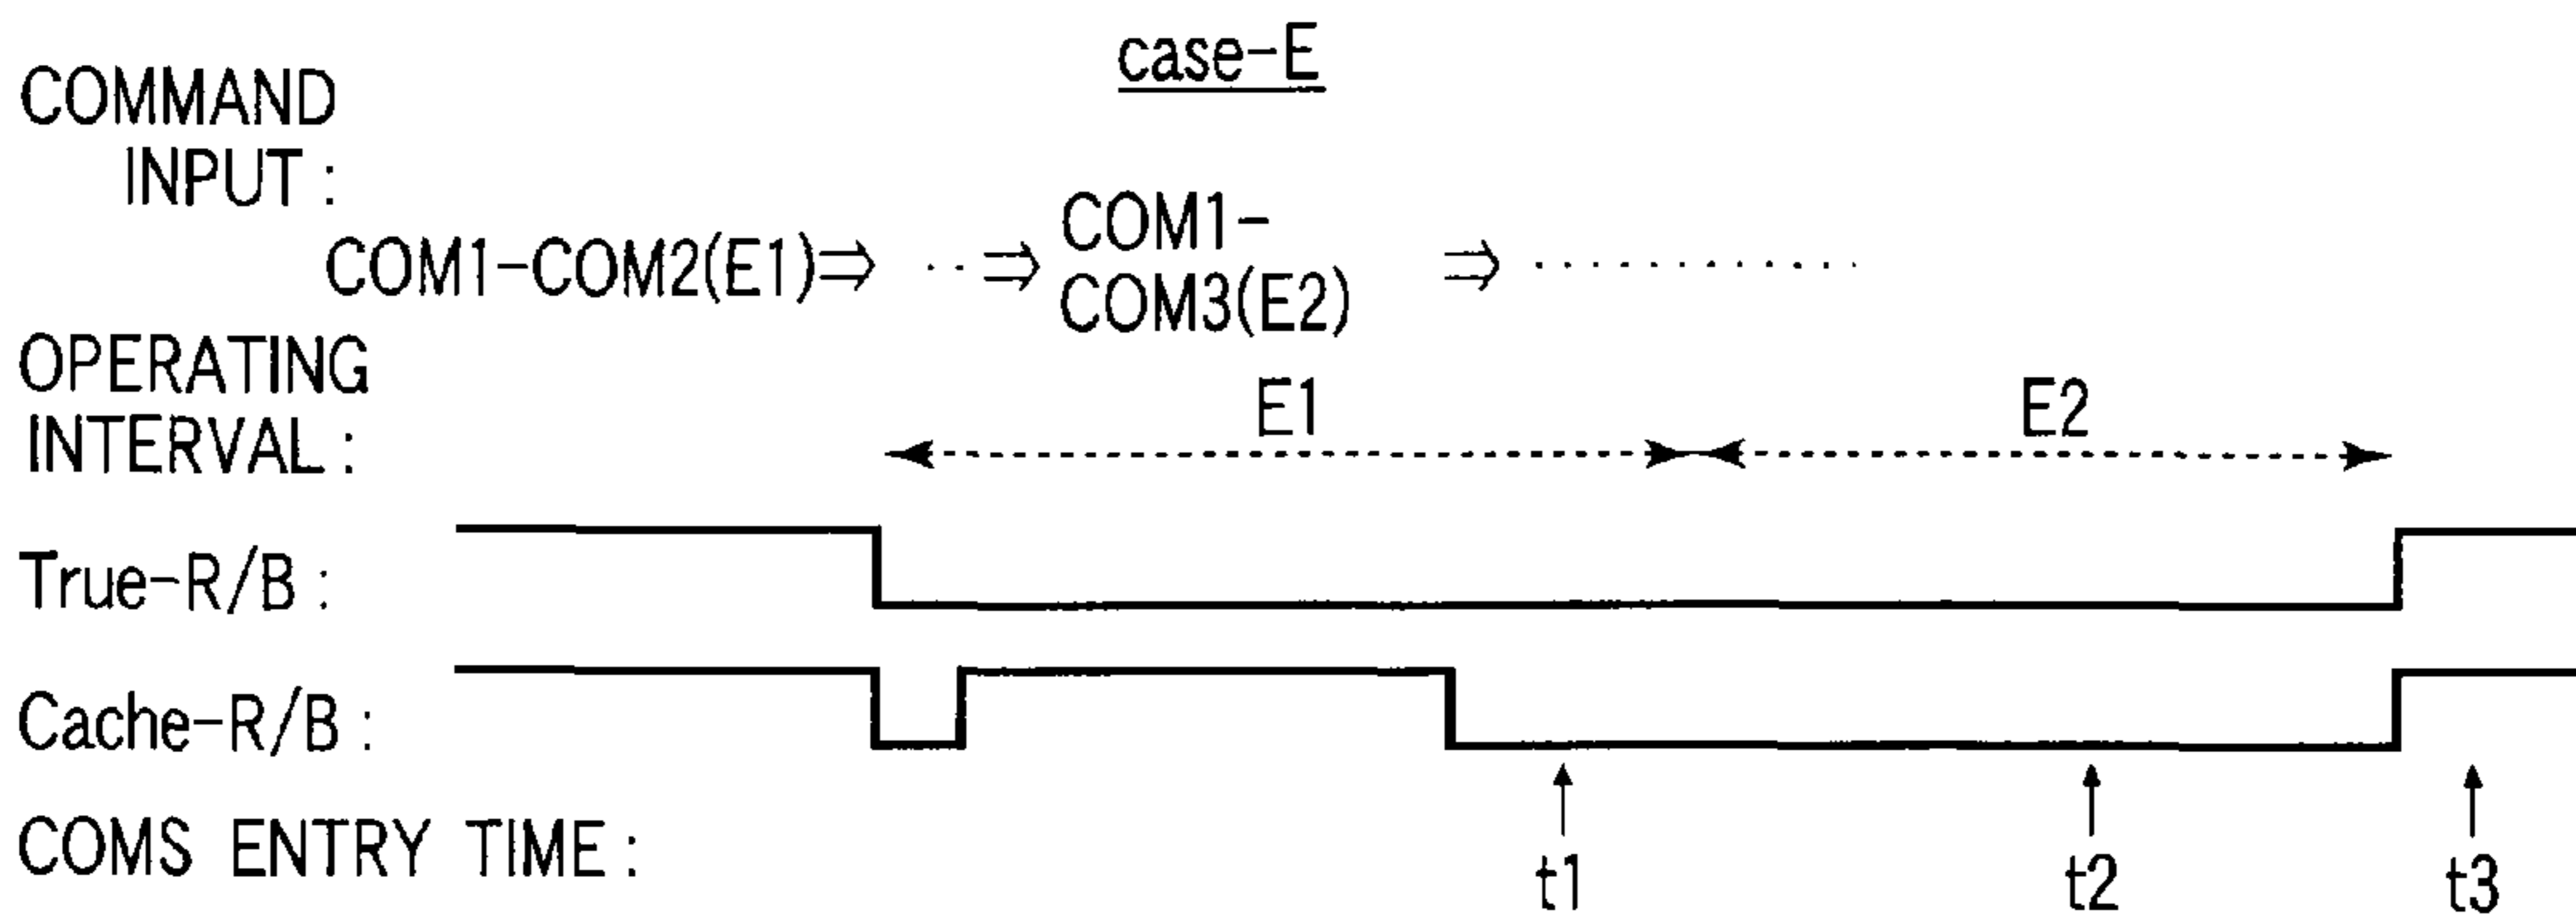 case-E
COMMAND
INPUT :
COM1-COM2(E1)⇒ ·· ⇒ COM1-
COM3(E2) ⇒ ············
OPERATING
INTERVAL :
E1 E2
True-R/B :
Cache-R/B :
COMS ENTRY TIME :
t1 t2 t3